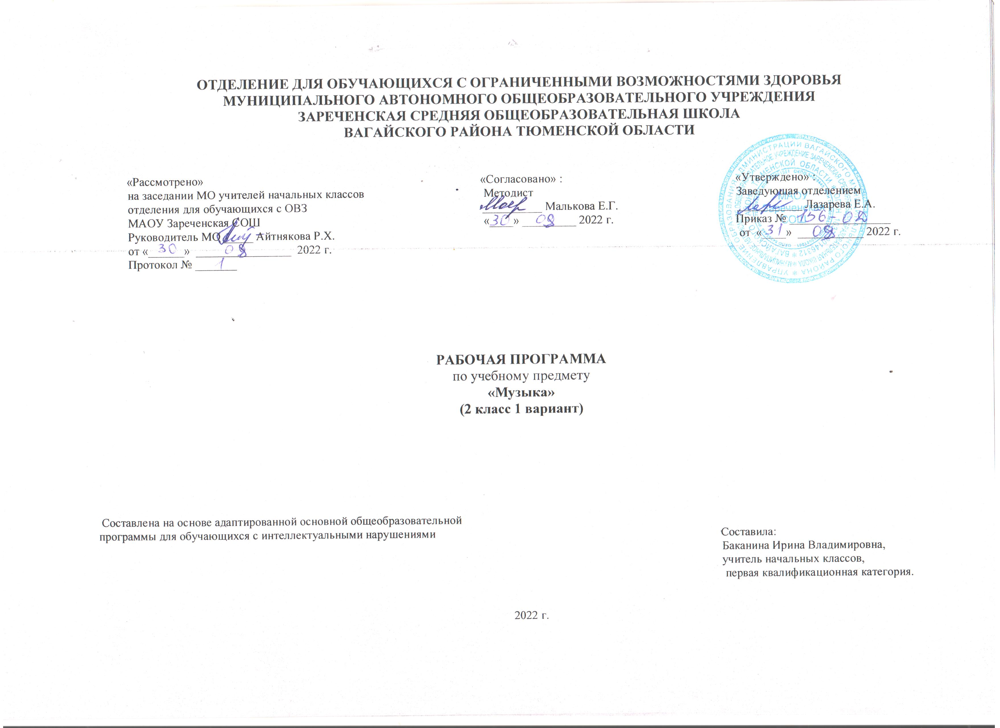 ОТДЕЛЕНИЕ ДЛЯ ОБУЧАЮЩИХСЯ С ОГРАНИЧЕННЫМИ ВОЗМОЖНОСТЯМИ ЗДОРОВЬЯ
МУНИЦИПАЛЬНОГО АВТОНОМНОГО ОБЩЕОБРАЗОВАТЕЛЬНОГО УЧРЕЖДЕНИЯ
ЗАРЕЧЕНСКАЯ СРЕДНЯЯ ОБЩЕОБРАЗОВАТЕЛЬНАЯ ШКОЛА
ВАГАЙСКОГО РАЙОНА ТЮМЕНСКОЙ ОБЛАСТИ
«Рассмотрено»
на заседании МО учителей начальных классов
отделения для обучающихся с ОВЗ
МАОУ Зареченская СОШ
Руководитель МО Айтнякова Р.Х.
от «30» 08 2022 г.
Протокол № 1
«Согласовано» :
Методист
Малькова Е.Г.
«30» 08 2022 г.
«Утверждено» :
Заведующая отделением
Лазарева Е.А.
Приказ № 156-02
от «31» 08 2022 г.
МАОУ
Зареченская
СОШ
РАБОЧАЯ ПРОГРАММА
по учебному предмету
«Музыка»
(2 класс 1 вариант)
Составлена на основе адаптированной основной общеобразовательной
программы для обучающихся с интеллектуальными нарушениями
Составила:
Баканина Ирина Владимировна,
учитель начальных классов,
первая квалификационная категория.
2022 г.